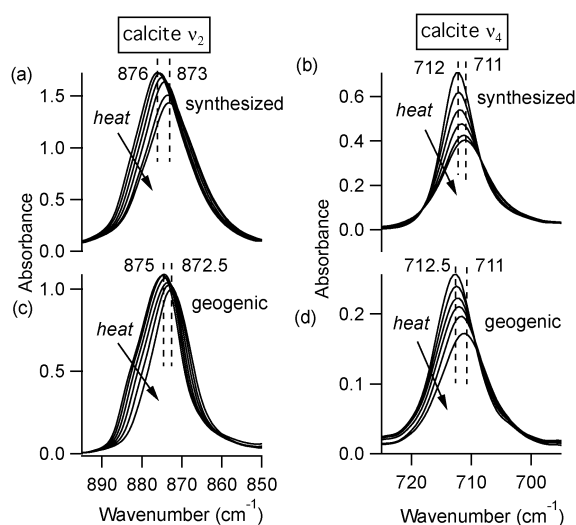 calcite ν2
calcite ν4
(a)
876
873
synthesized
heat
1.5
1.0
0.5
0.0
(b)
712
711
synthesized
heat
0.6
0.4
0.2
0.0
Absorbance
Absorbance
(c)
875
872.5
geogenic
heat
1.0
0.5
0.0
890 880 870 860 850
Wavenumber (cm-1)
(d)
712.5
711
geogenic
heat
0.2
0.1
0.0
720 710 700
Wavenumber (cm-1)